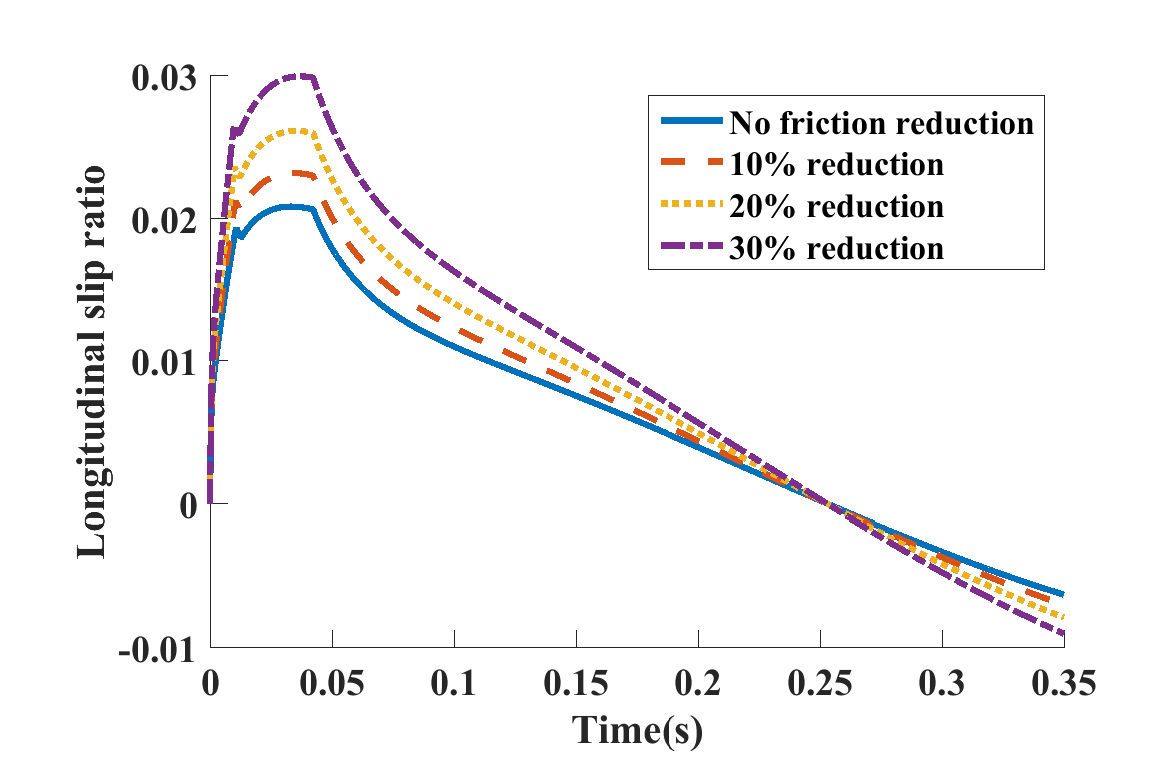 0.03
0.02
0.01
0
-0.01
Longitudinal slip ratio
No friction reduction
10% reduction
20% reduction
30% reduction
0 0.05 0.1 0.15 0.2 0.25 0.3 0.35
Time(s)